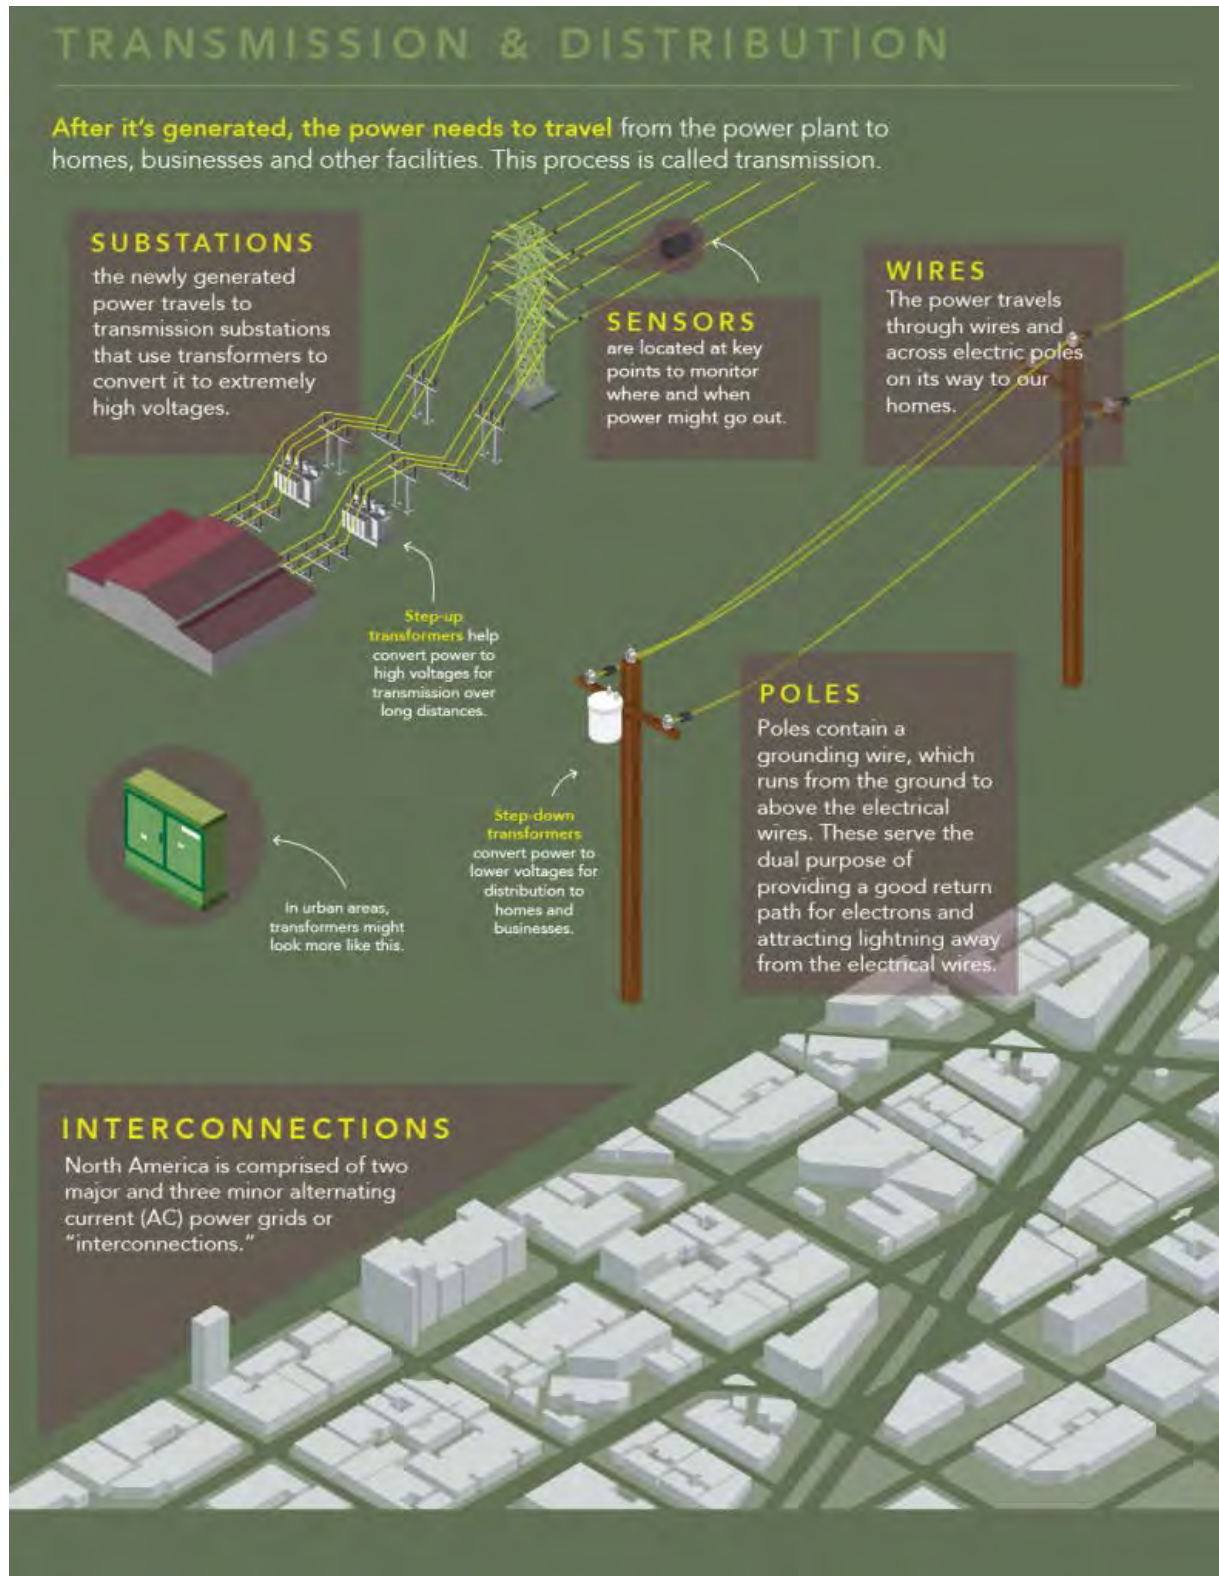 TRANSMISSION & DISTRIBUTION
After it's generated, the power needs to travel from the power plant to
homes, businesses and other facilities. This process is called transmission.
SUBSTATIONS
the newly generated
power travels to
transmission substations
that use transformers to
convert it to extremely
high voltages.
SENSORS
are located at key
points to monitor
where and when
power might go out.
WIRES
The power travels
through wires and
across electric poles
on its way to our
homes.
Step-up
transformers help
convert power to
high voltages for
transmission over
long distances.
POLES
Poles contain a
grounding wire, which
runs from the ground to
above the electrical
wires. These serve the
dual purpose of
providing a good return
path for electrons and
attracting lightning away
from the electrical wires.
Step-down
transformers
convert power to
lower voltages for
distribution to
homes and
businesses.
In urban areas,
transformers might
look more like this.
INTERCONNECTIONS
North America is comprised of two
major and three minor alternating
current (AC) power grids or
"interconnections."